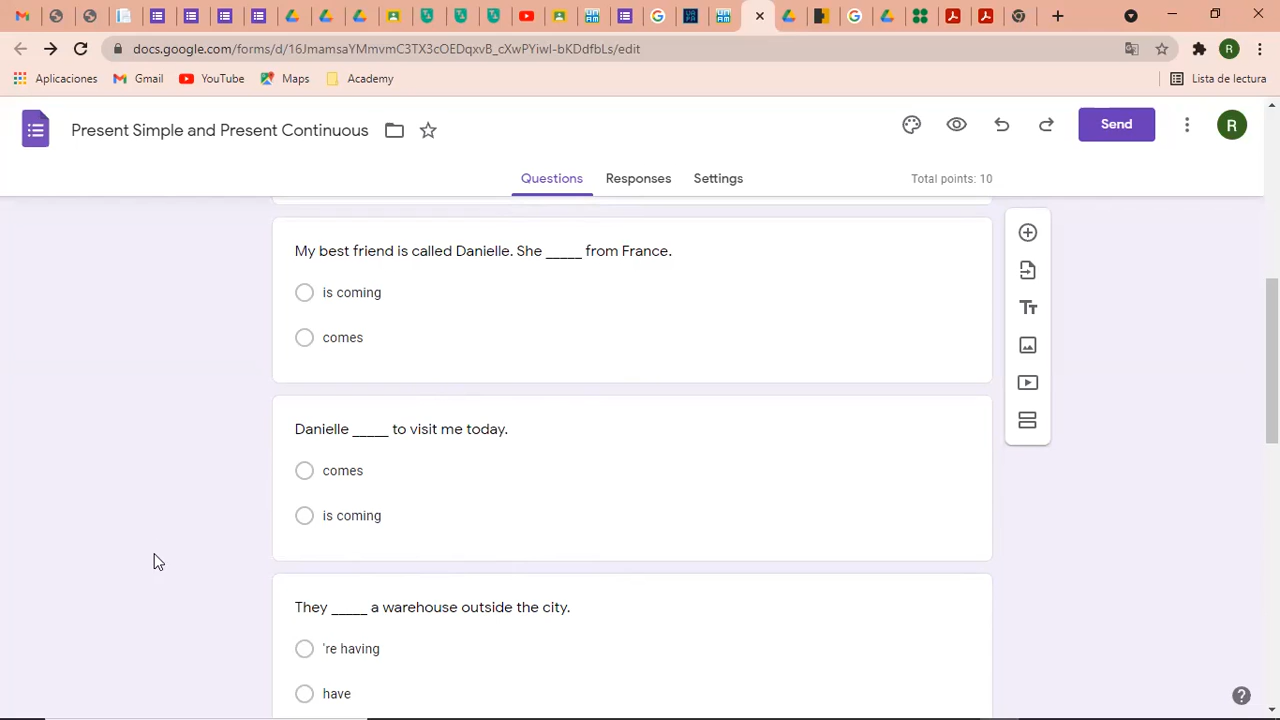 docs.google.com/forms/d/16JmamsaYMmvmC3TX3cOEDqxvB_cXwPYiwI-bKDdfbLs/edit
R
Aplicaciones
Gmail
YouTube
Maps
Academy
Lista de lectura
Present Simple and Present Continuous
Send
R
Questions
Responses
Settings
Total points: 10
My best friend is called Danielle. She _____ from France.
is coming
comes
Danielle _____ to visit me today.
comes
is coming
They _____ a warehouse outside the city.
're having
have